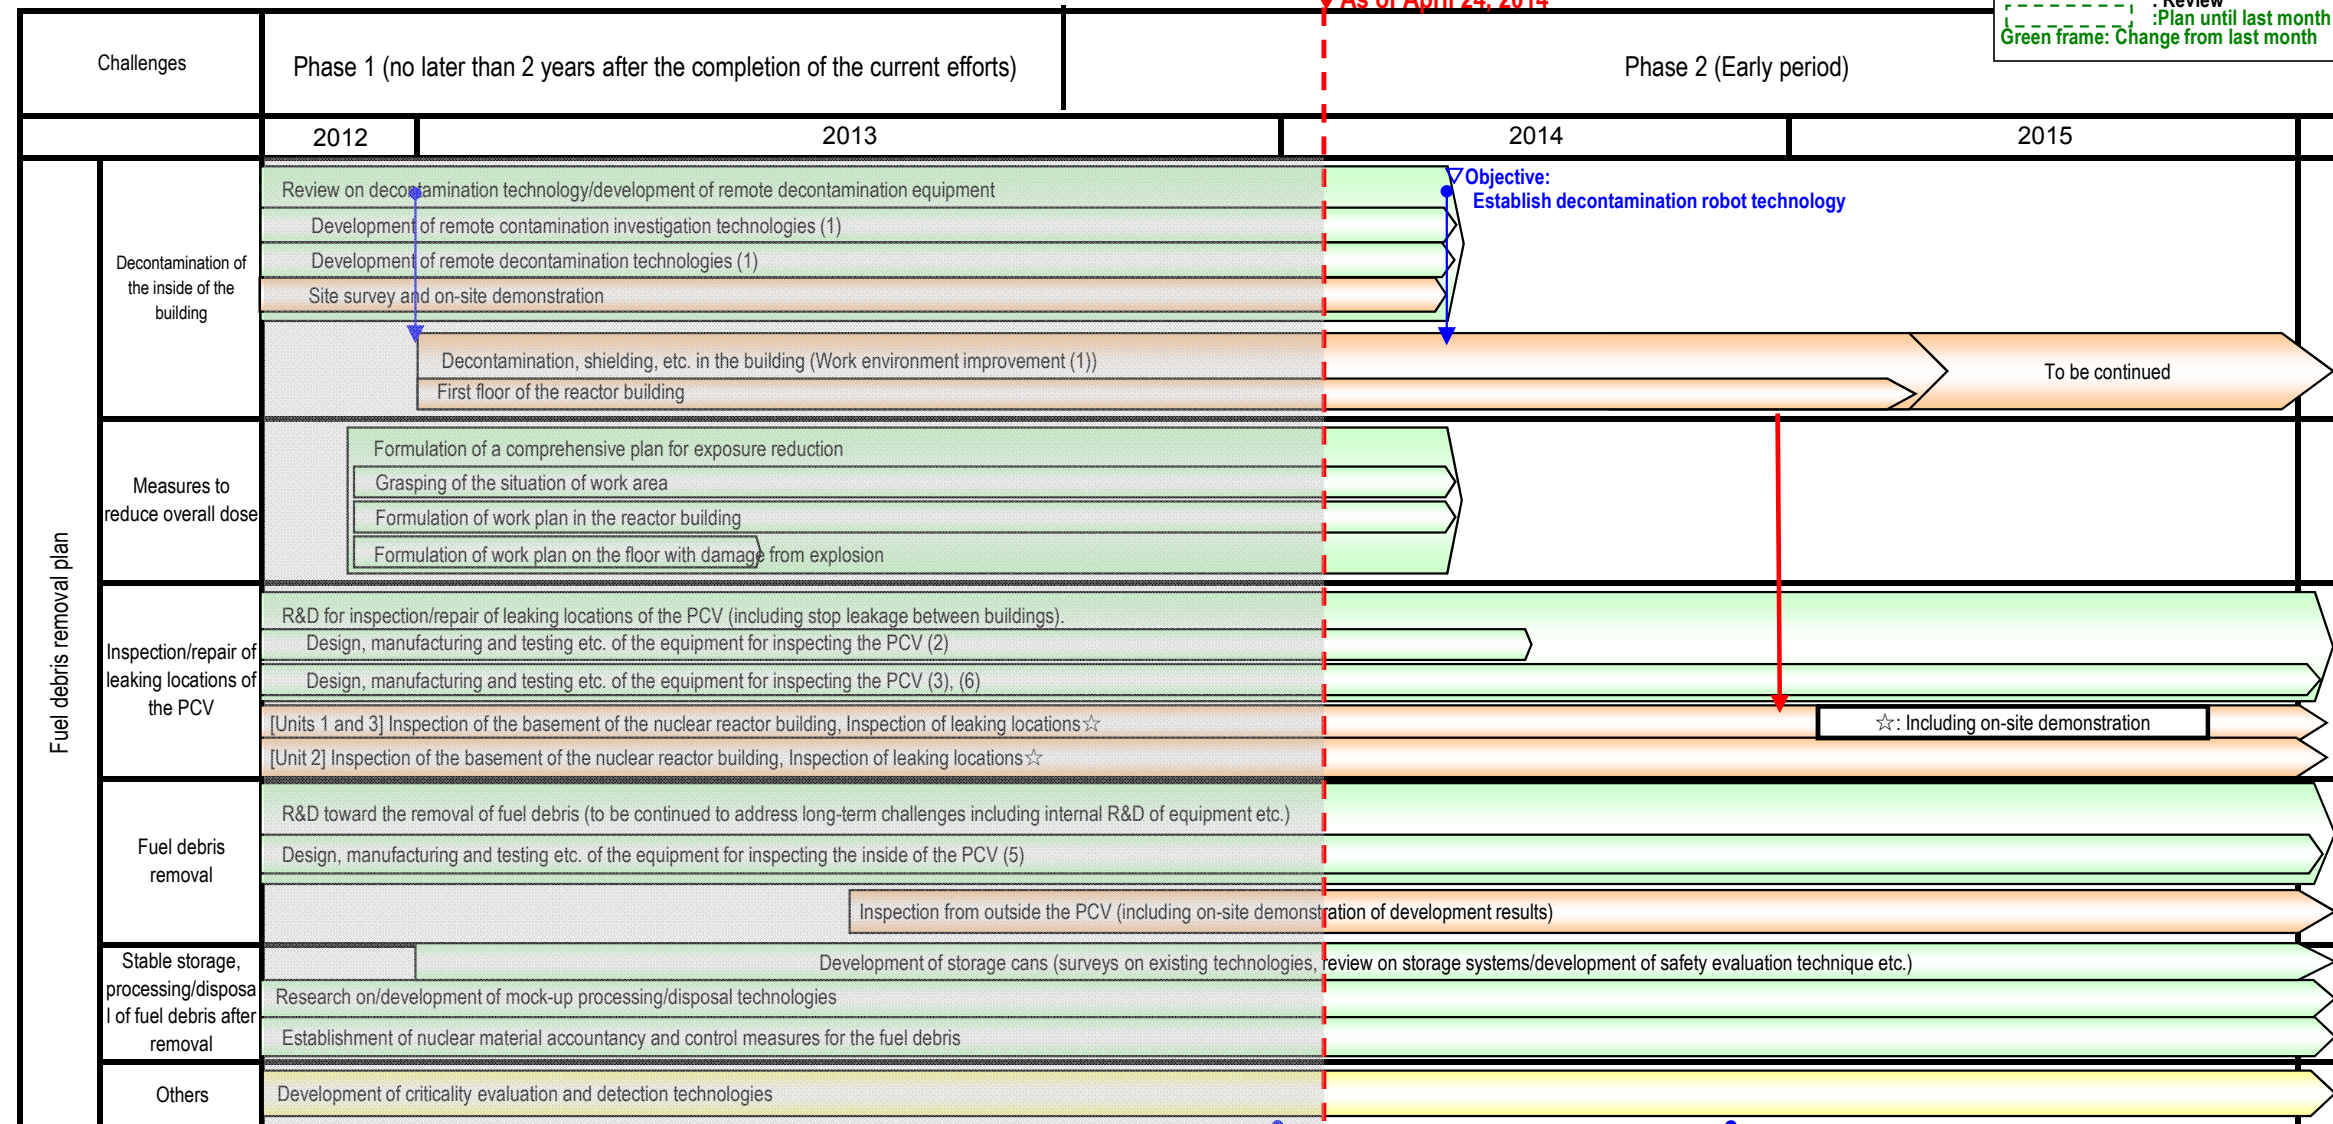 As of April 24, 2014
: Review
:Plan until last month
Green frame: Change from last month
Challenges
Phase 1 (no later than 2 years after the completion of the current efforts)
Phase 2 (Early period)
2012
2013
2014
2015
Fuel debris removal plan
Decontamination of
the inside of the
building
Review on decontamination technology/development of remote decontamination equipment
▽Objective:
Establish decontamination robot technology
Development of remote contamination investigation technologies (1)
Development of remote decontamination technologies (1)
Site survey and on-site demonstration
Decontamination, shielding, etc. in the building (Work environment improvement (1))
To be continued
First floor of the reactor building
Measures to
reduce overall dose
Formulation of a comprehensive plan for exposure reduction
Grasping of the situation of work area
Formulation of work plan in the reactor building
Formulation of work plan on the floor with damage from explosion
Inspection/repair of
leaking locations of
the PCV
R&D for inspection/repair of leaking locations of the PCV (including stop leakage between buildings).
Design, manufacturing and testing etc. of the equipment for inspecting the PCV (2)
Design, manufacturing and testing etc. of the equipment for inspecting the PCV (3), (6)
[Units 1 and 3] Inspection of the basement of the nuclear reactor building, Inspection of leaking locations☆
☆: Including on-site demonstration
[Unit 2] Inspection of the basement of the nuclear reactor building, Inspection of leaking locations☆
Fuel debris
removal
R&D toward the removal of fuel debris (to be continued to address long-term challenges including internal R&D of equipment etc.)
Design, manufacturing and testing etc. of the equipment for inspecting the inside of the PCV (5)
Inspection from outside the PCV (including on-site demonstration of development results)
Stable storage,
processing/disposa
l of fuel debris after
removal
Development of storage cans (surveys on existing technologies, review on storage systems/development of safety evaluation technique etc.)
Research on/development of mock-up processing/disposal technologies
Establishment of nuclear material accountancy and control measures for the fuel debris
Others
Development of criticality evaluation and detection technologies